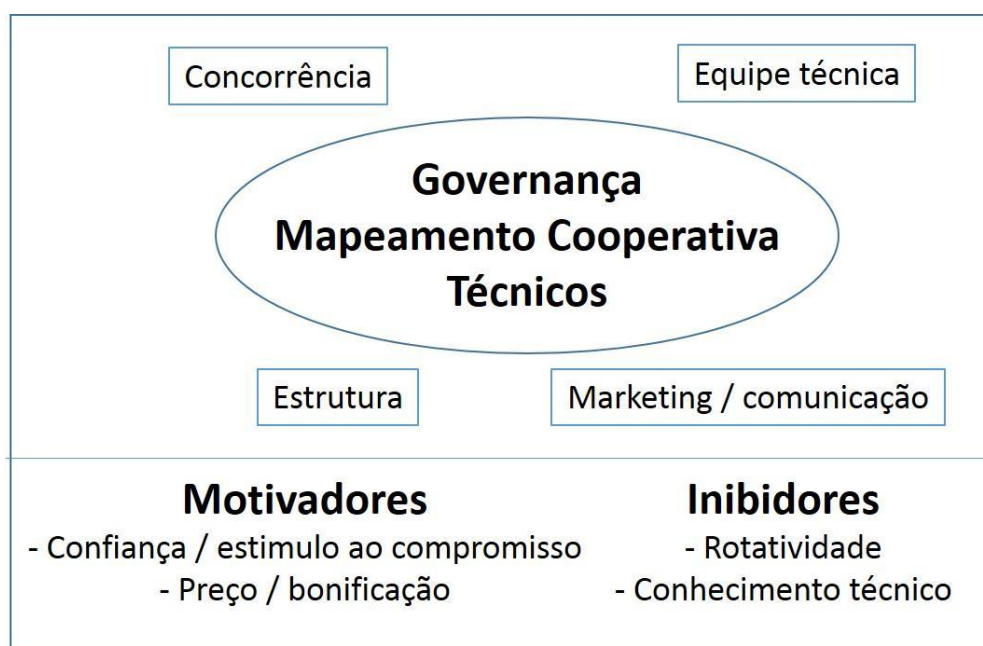 Concorrência
Equipe técnica
Governança
Mapeamento Cooperativa
Técnicos
Estrutura
Marketing / comunicação
Motivadores
- Confiança / estimulo ao compromisso
- Preço / bonificação
Inibidores
- Rotatividade
- Conhecimento técnico